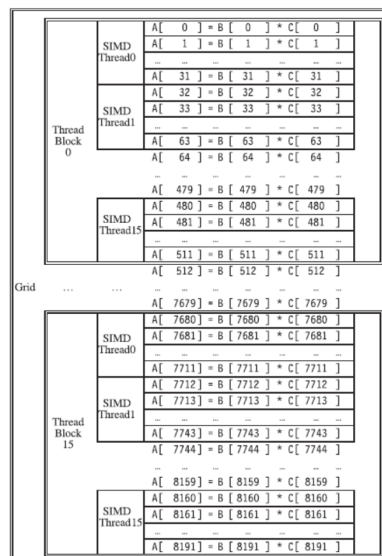 A[ 0 ] = B [ 0 ] * C[ 0 ]
SIMD Thread0
A[ 1 ] = B [ 1 ] * C[ 1 ]
... ... ... ... ...
A[ 31 ] = B [ 31 ] * C[ 31 ]
A[ 32 ] = B [ 32 ] * C[ 32 ]
SIMD Thread1
A[ 33 ] = B [ 33 ] * C[ 33 ]
Thread Block 0
... ... ... ... ...
A[ 63 ] = B [ 63 ] * C[ 63 ]
A[ 64 ] = B [ 64 ] * C[ 64 ]
... ... ... ... ...
A[ 479 ] = B [ 479 ] * C[ 479 ]
A[ 480 ] = B [ 480 ] * C[ 480 ]
SIMD Thread15
A[ 481 ] = B [ 481 ] * C[ 481 ]
... ... ... ... ...
A[ 511 ] = B [ 511 ] * C[ 511 ]
A[ 512 ] = B [ 512 ] * C[ 512 ]
Grid ... ... ... ... ... ... ...
A[ 7679 ] = B [ 7679 ] * C[ 7679 ]
A[ 7680 ] = B [ 7680 ] * C[ 7680 ]
SIMD Thread0
A[ 7681 ] = B [ 7681 ] * C[ 7681 ]
... ... ... ... ...
A[ 7711 ] = B [ 7711 ] * C[ 7711 ]
A[ 7712 ] = B [ 7712 ] * C[ 7712 ]
SIMD Thread1
A[ 7713 ] = B [ 7713 ] * C[ 7713 ]
Thread Block 15
... ... ... ... ...
A[ 7743 ] = B [ 7743 ] * C[ 7743 ]
A[ 7744 ] = B [ 7744 ] * C[ 7744 ]
... ... ... ... ...
A[ 8159 ] = B [ 8159 ] * C[ 8159 ]
A[ 8160 ] = B [ 8160 ] * C[ 8160 ]
SIMD Thread15
A[ 8161 ] = B [ 8161 ] * C[ 8161 ]
... ... ... ... ...
A[ 8191 ] = B [ 8191 ] * C[ 8191 ]